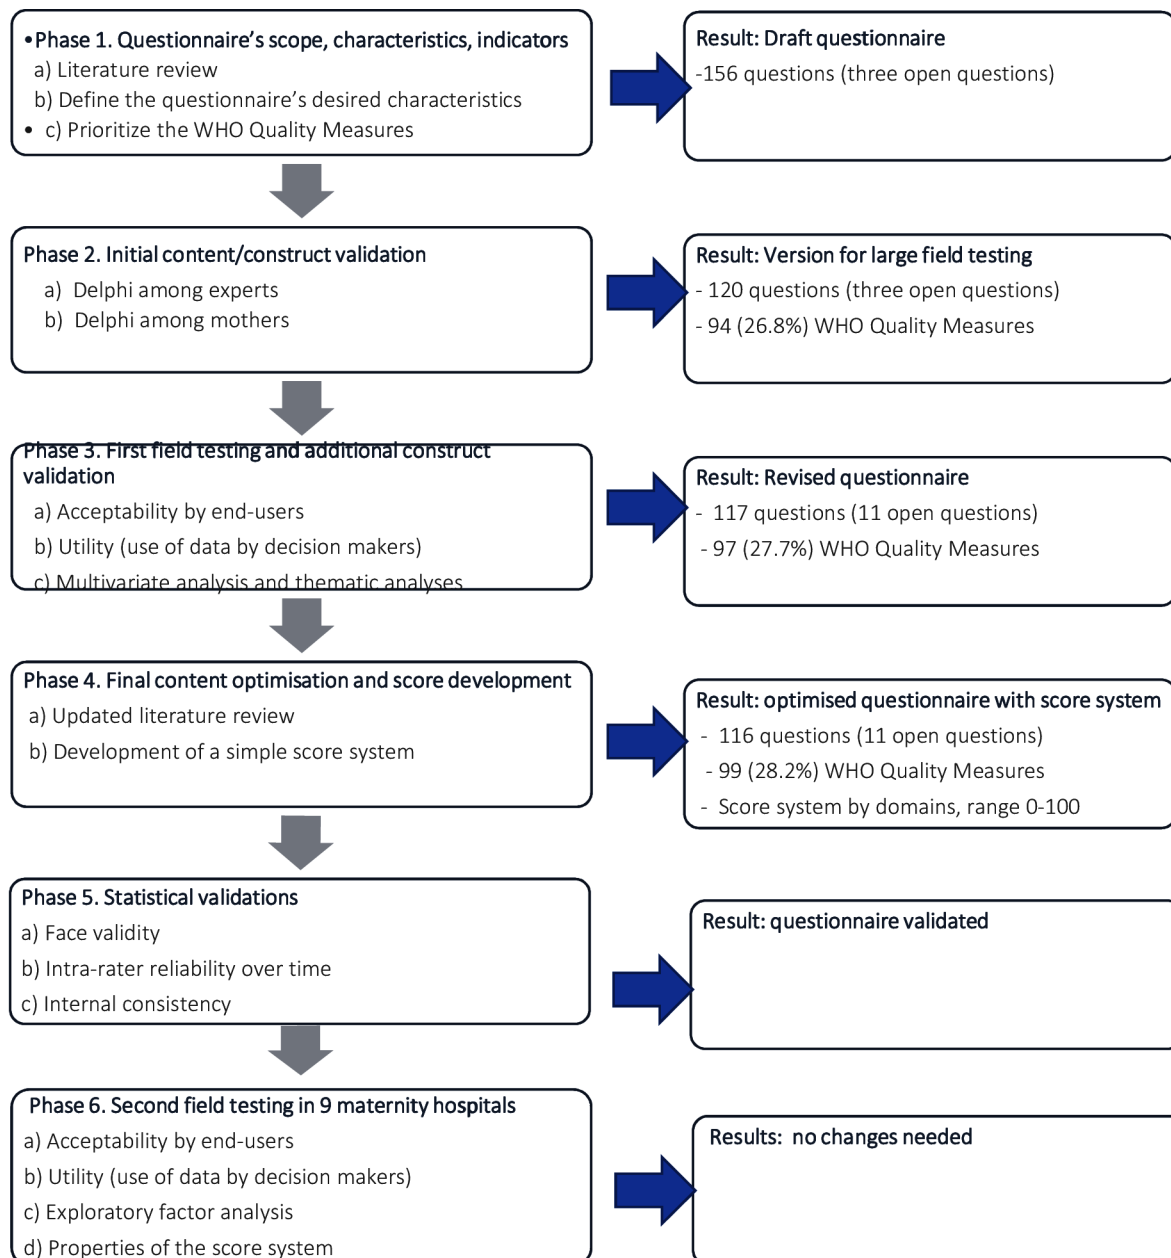 •Phase 1. Questionnaire's scope, characteristics, indicators
a) Literature review
b) Define the questionnaire's desired characteristics
• c) Prioritize the WHO Quality Measures
Result: Draft questionnaire
-156 questions (three open questions)
Phase 2. Initial content/construct validation
a) Delphi among experts
b) Delphi among mothers
Result: Version for large field testing
- 120 questions (three open questions)
- 94 (26.8%) WHO Quality Measures
Phase 3. First field testing and additional construct
validation
a) Acceptability by end-users
b) Utility (use of data by decision makers)
c) Multivariate analysis and thematic analyses
Result: Revised questionnaire
- 117 questions (11 open questions)
- 97 (27.7%) WHO Quality Measures
Phase 4. Final content optimisation and score development
a) Updated literature review
b) Development of a simple score system
Result: optimised questionnaire with score system
- 116 questions (11 open questions)
- 99 (28.2%) WHO Quality Measures
- Score system by domains, range 0-100
Phase 5. Statistical validations
a) Face validity
b) Intra-rater reliability over time
c) Internal consistency
Result: questionnaire validated
Phase 6. Second field testing in 9 maternity hospitals
a) Acceptability by end-users
b) Utility (use of data by decision makers)
c) Exploratory factor analysis
d) Properties of the score system
Results: no changes needed